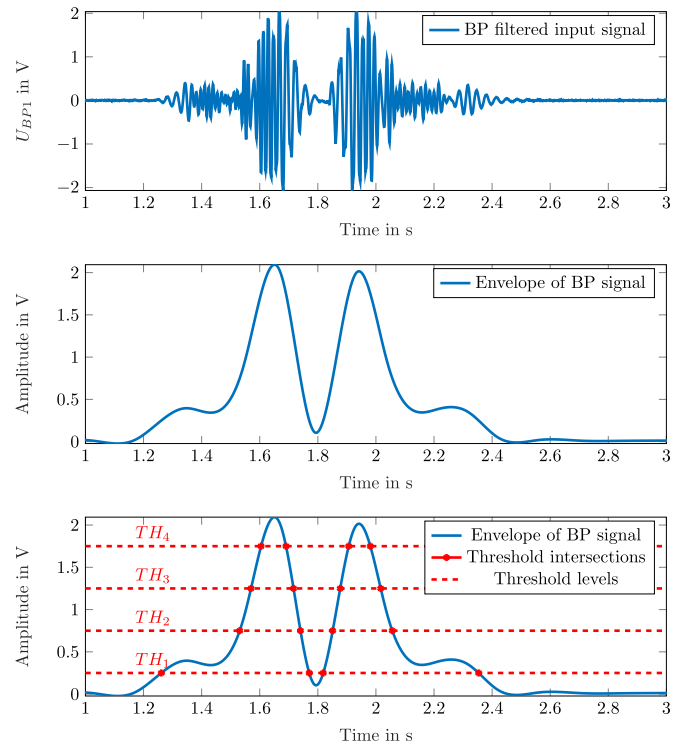 BP filtered input signal
2
1
0
−1
−2
U_{BP1} in V
1 1.2 1.4 1.6 1.8 2 2.2 2.4 2.6 2.8 3
Time in s
Envelope of BP signal
2
1.5
1
0.5
0
Amplitude in V
1 1.2 1.4 1.6 1.8 2 2.2 2.4 2.6 2.8 3
Time in s
Envelope of BP signal
Threshold intersections
Threshold levels
TH_4
TH_3
TH_2
TH_1
2
1.5
1
0.5
0
Amplitude in V
1 1.2 1.4 1.6 1.8 2 2.2 2.4 2.6 2.8 3
Time in s